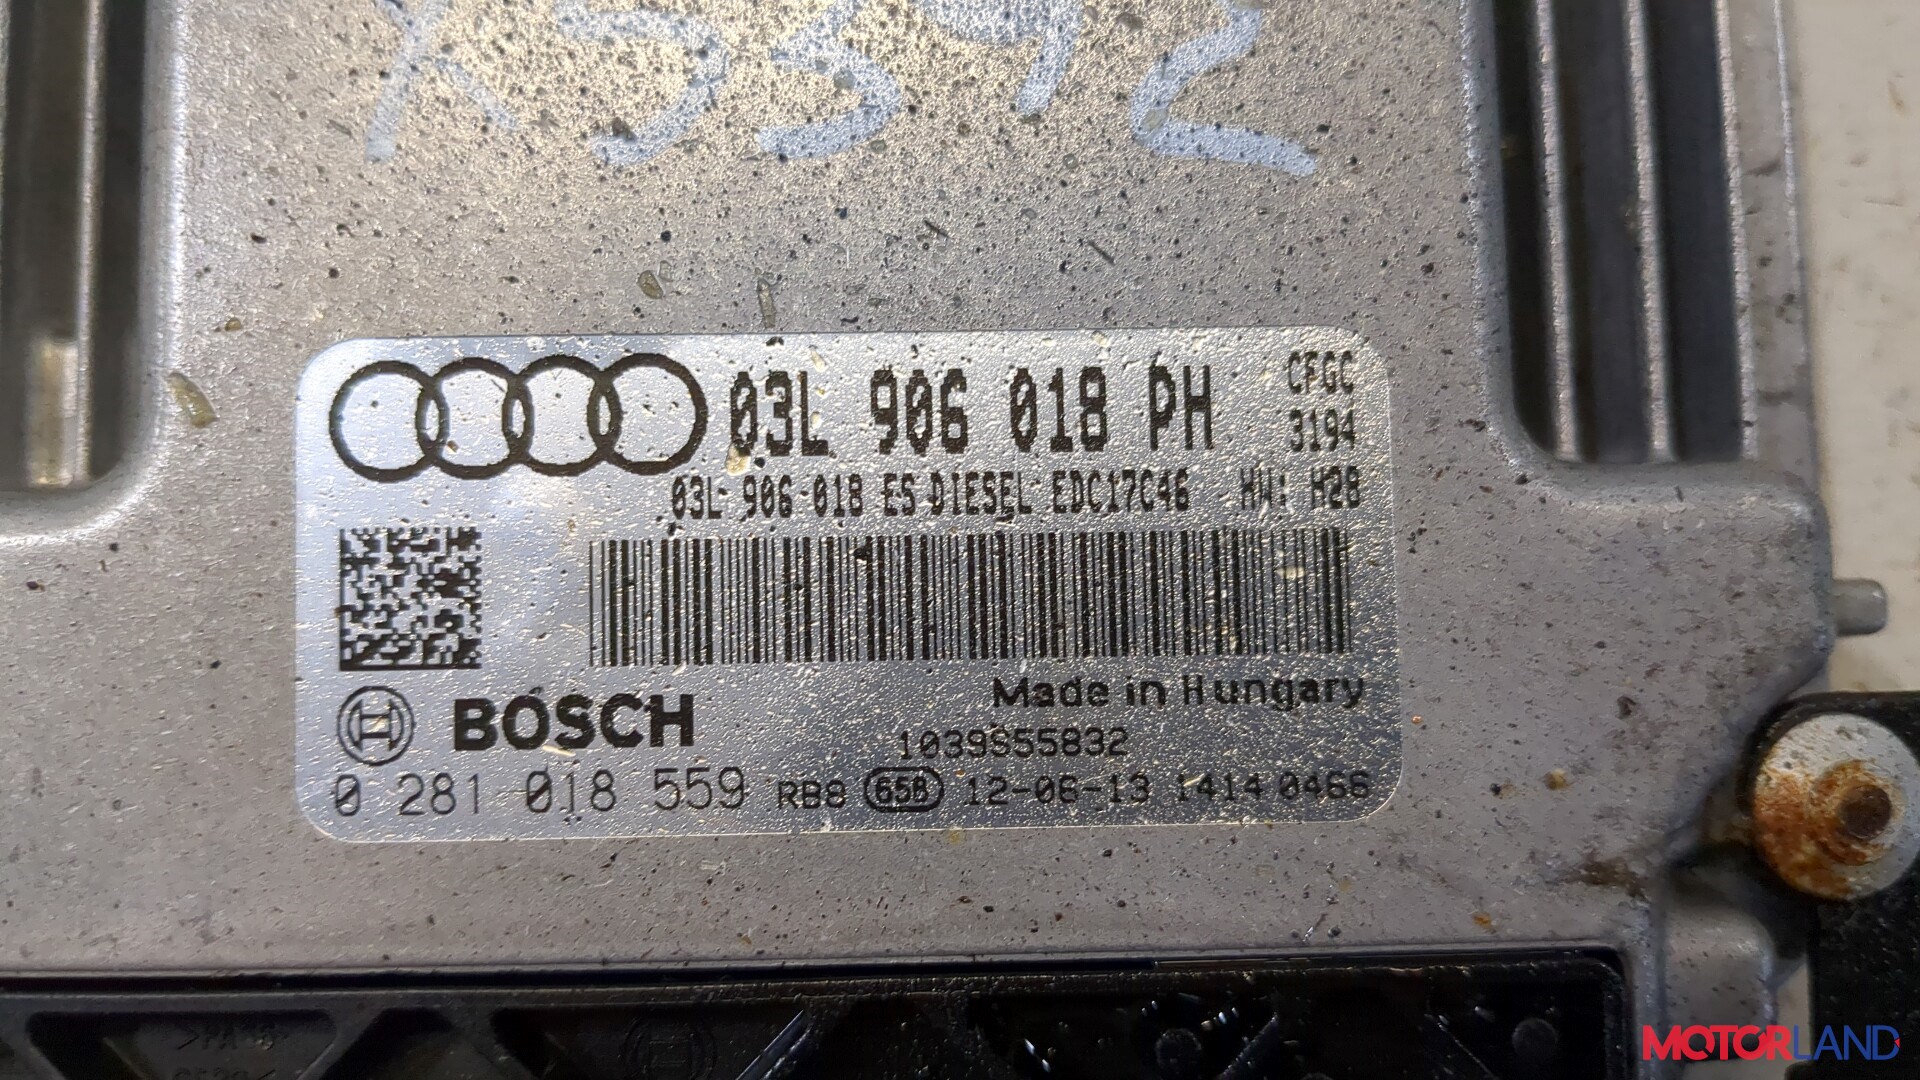 03L 906 018 PH
CFGC
3194
03L 906 018 ES DIESEL EDC17C46 HW: H28
BOSCH
Made in Hungary
1039S55832
0 281 018 559 RB8 65B 12-06-13 1414 0466
MOTORLAND